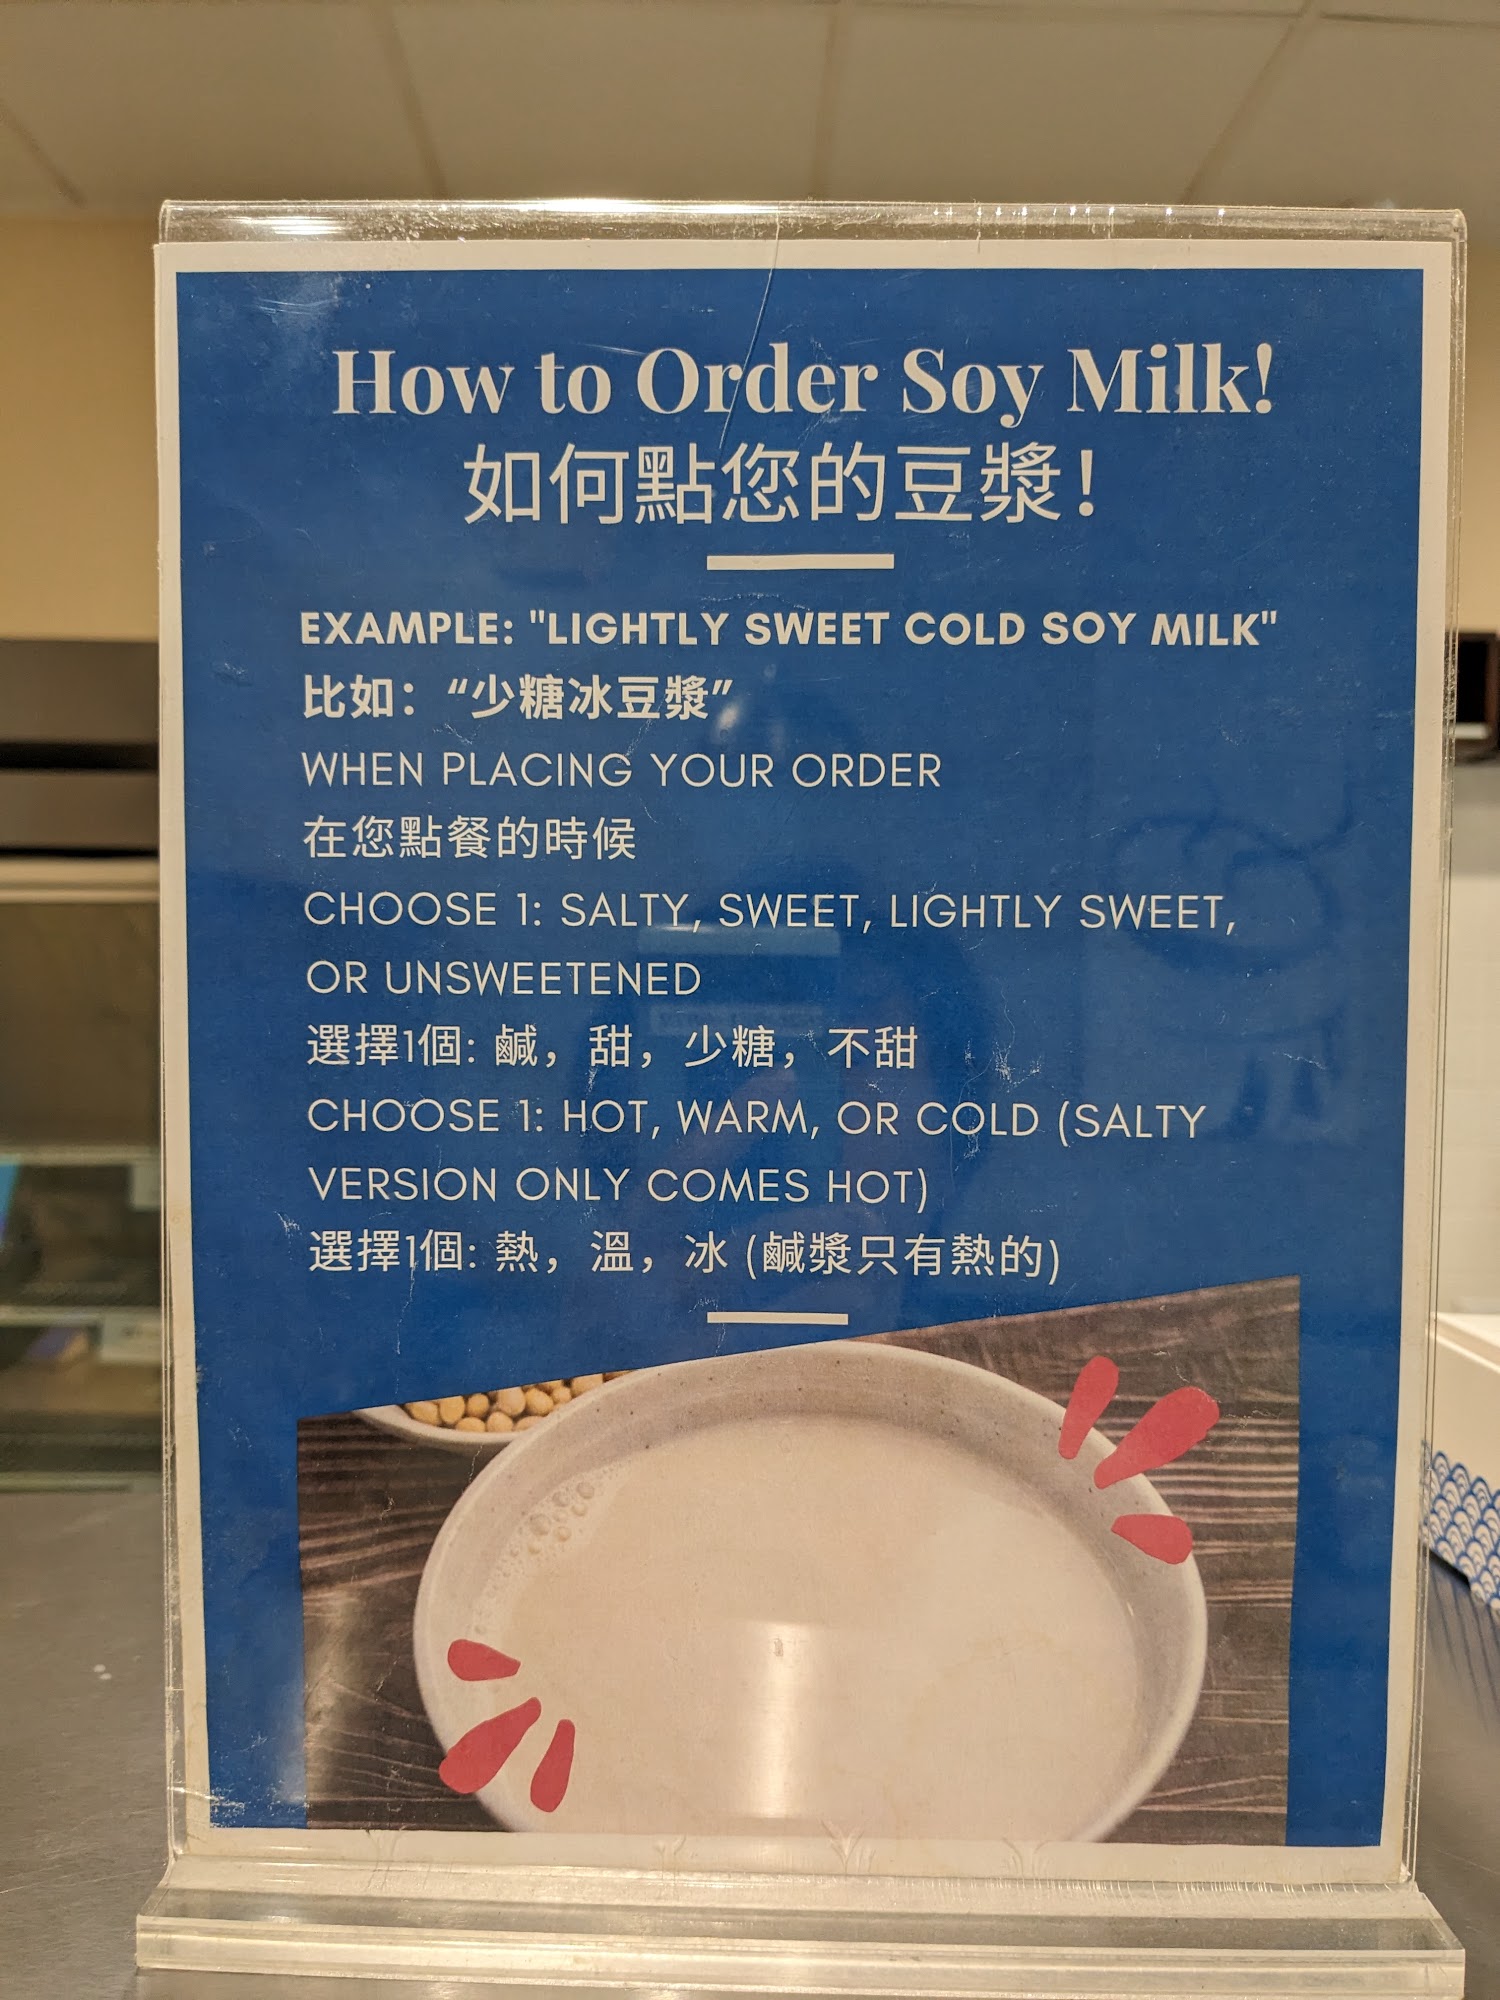 How to Order Soy Milk!
如何點您的豆漿！
EXAMPLE: "LIGHTLY SWEET COLD SOY MILK"
比如：“少糖冰豆漿”
WHEN PLACING YOUR ORDER
在您點餐的時候
CHOOSE 1: SALTY, SWEET, LIGHTLY SWEET,
OR UNSWEETENED
選擇1個: 鹹，甜，少糖，不甜
CHOOSE 1: HOT, WARM, OR COLD (SALTY
VERSION ONLY COMES HOT)
選擇1個: 熱，溫，冰 (鹹漿只有熱的)